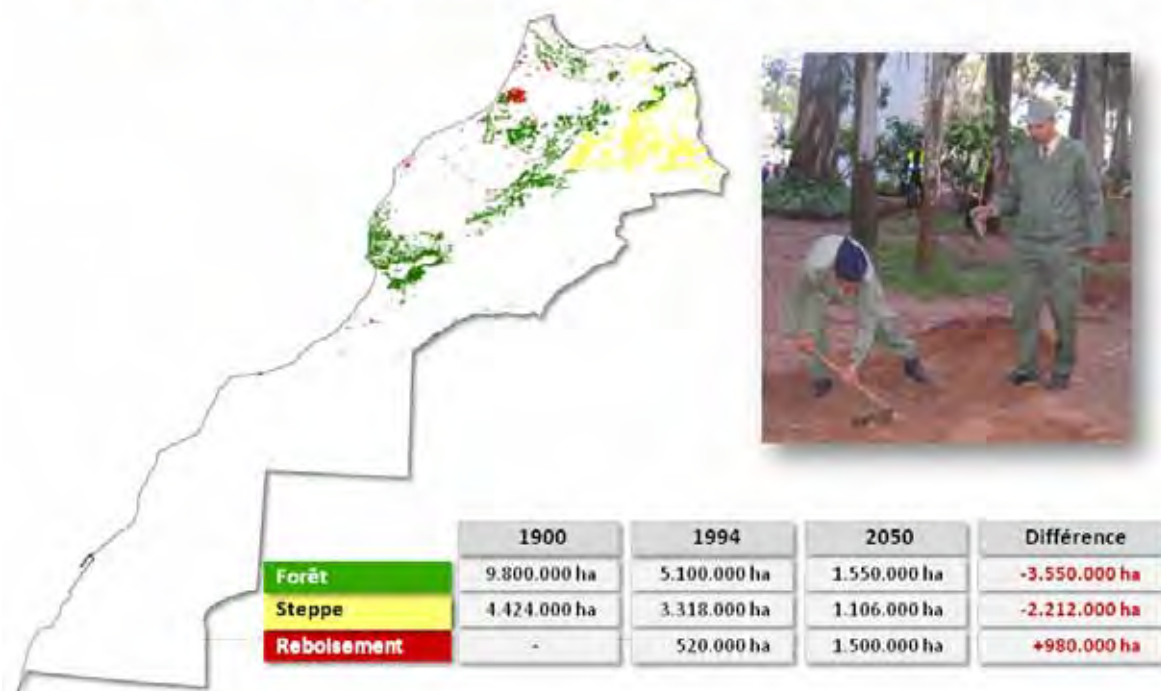 1900 1994 2050 Différence
Forêt 9.800.000 ha 5.100.000 ha 1.550.000 ha -3.550.000 ha
Steppe 4.424.000 ha 3.318.000 ha 1.106.000 ha -2.212.000 ha
Reboisement - 520.000 ha 1.500.000 ha +980.000 ha